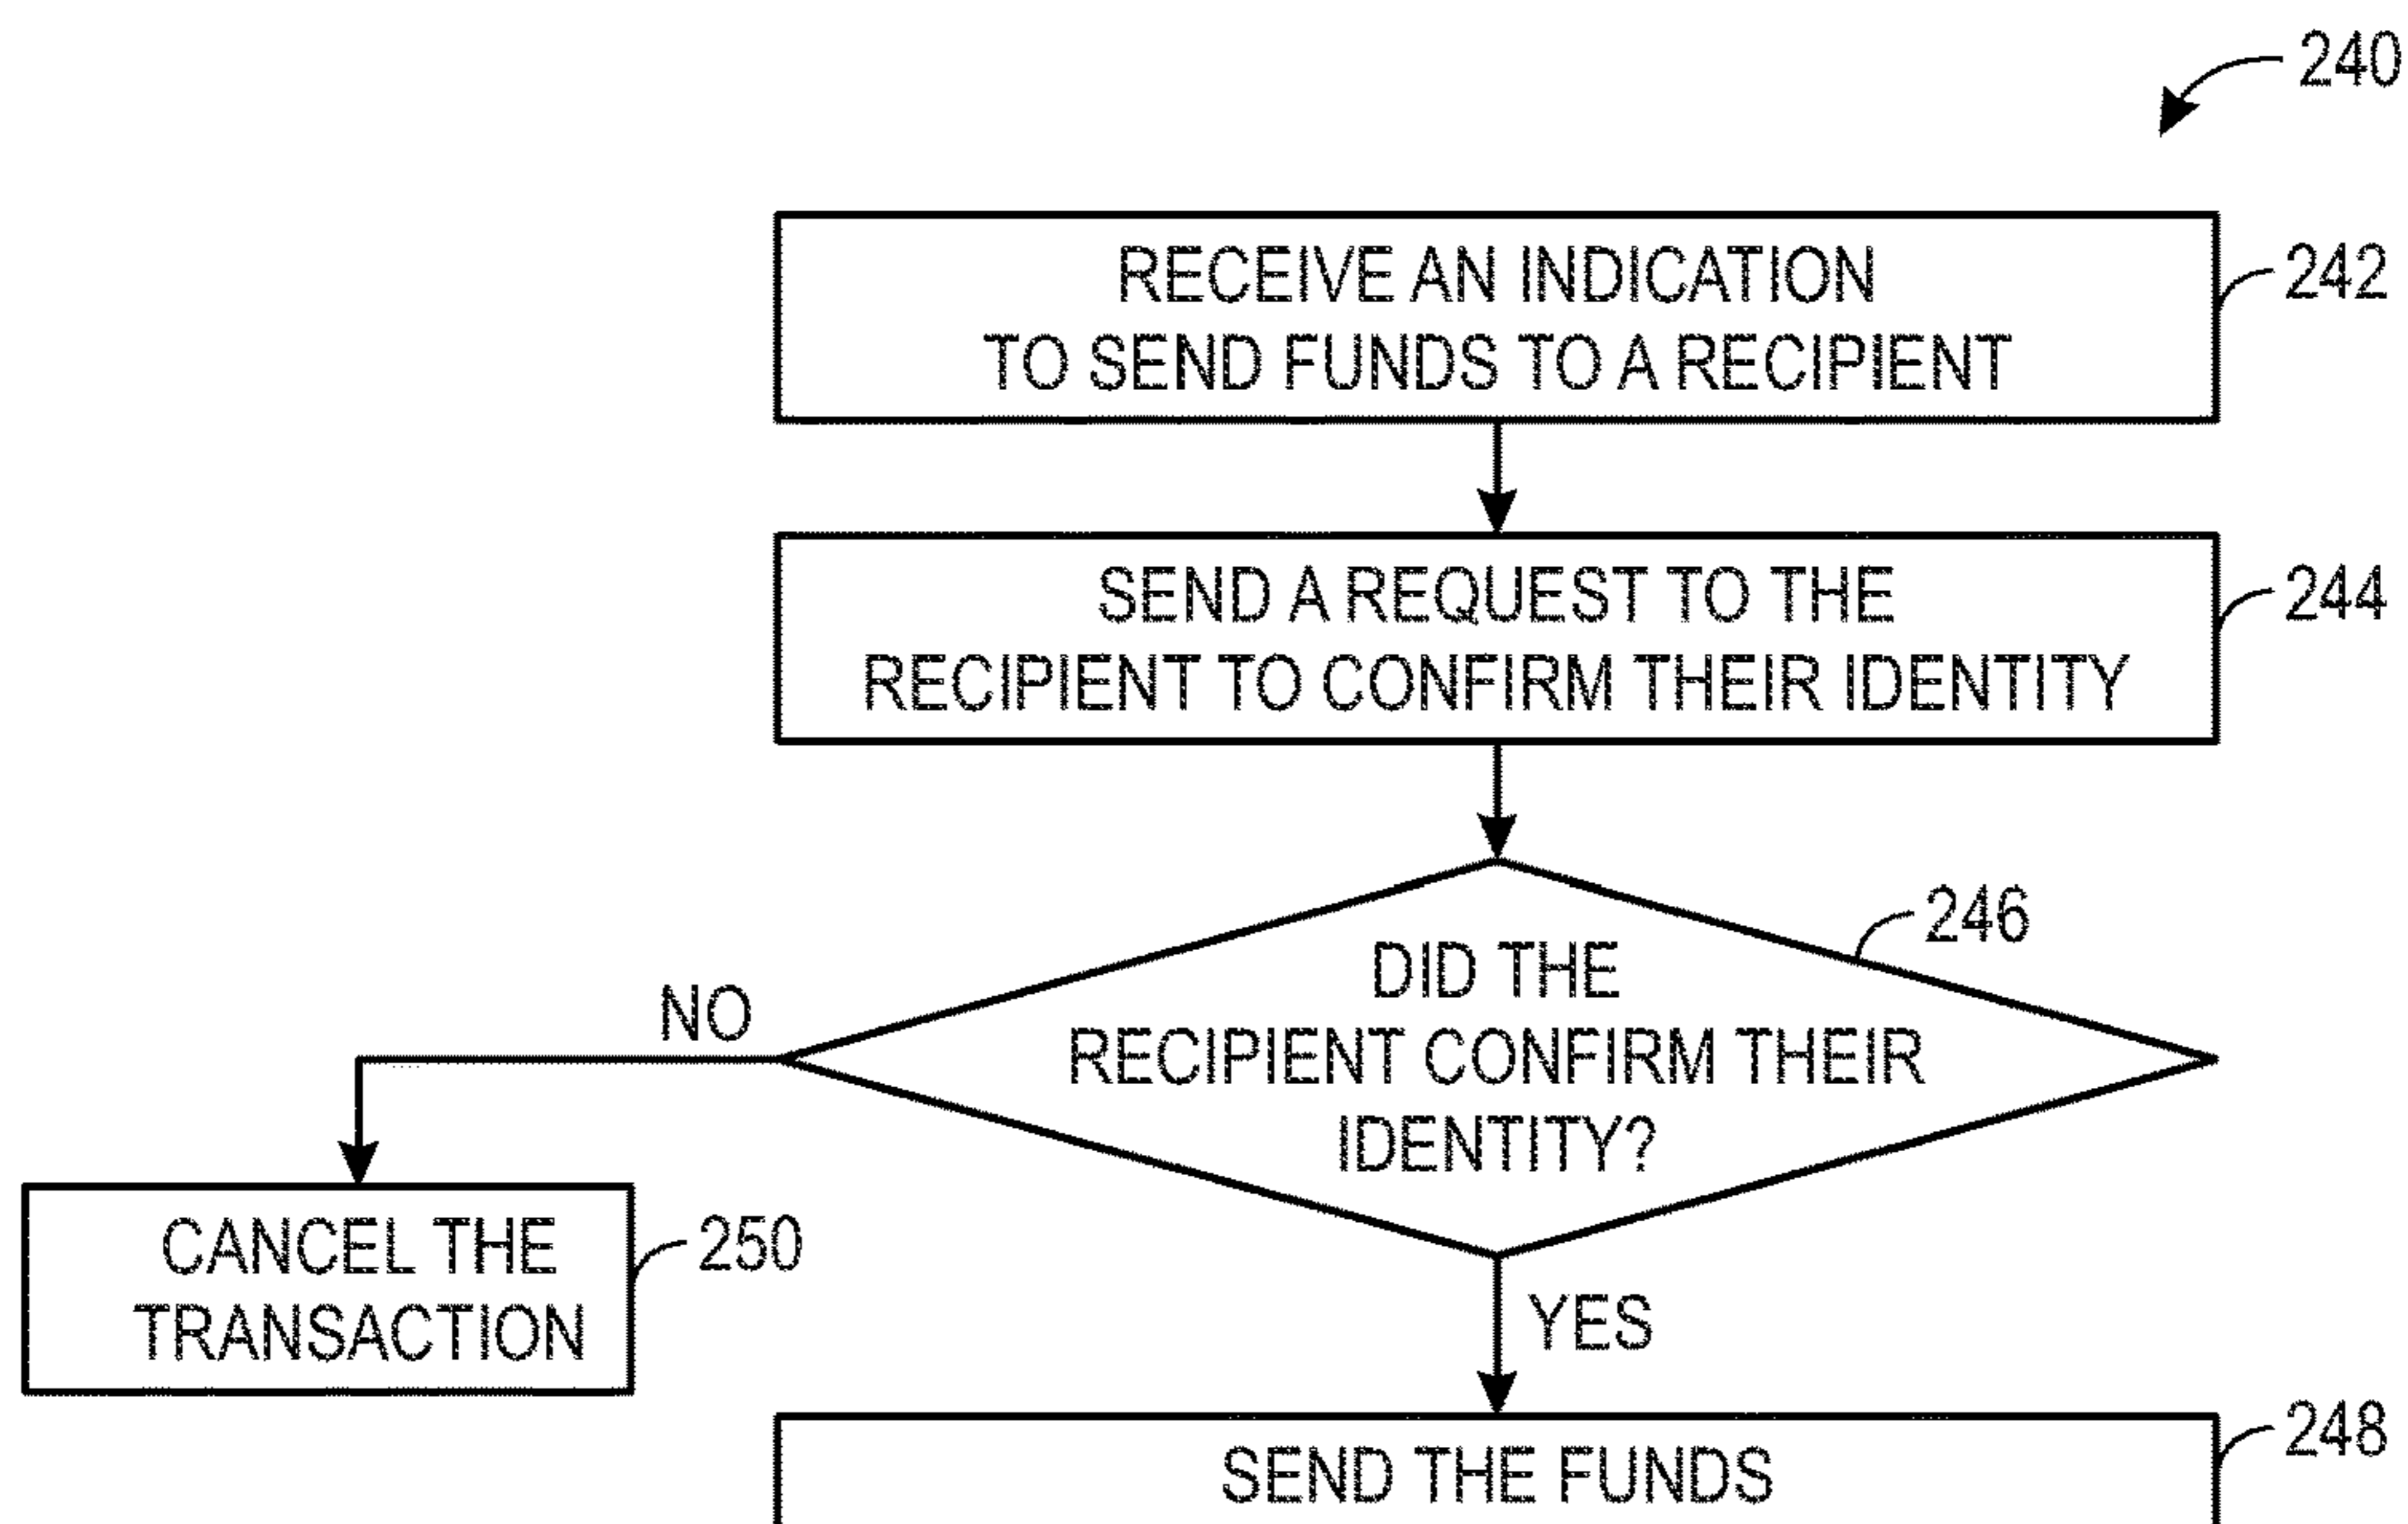 240
RECEIVE AN INDICATION
TO SEND FUNDS TO A RECIPIENT
242
SEND A REQUEST TO THE
RECIPIENT TO CONFIRM THEIR IDENTITY
244
246
DID THE
RECIPIENT CONFIRM THEIR
IDENTITY?
NO
CANCEL THE
TRANSACTION
250
YES
SEND THE FUNDS
248